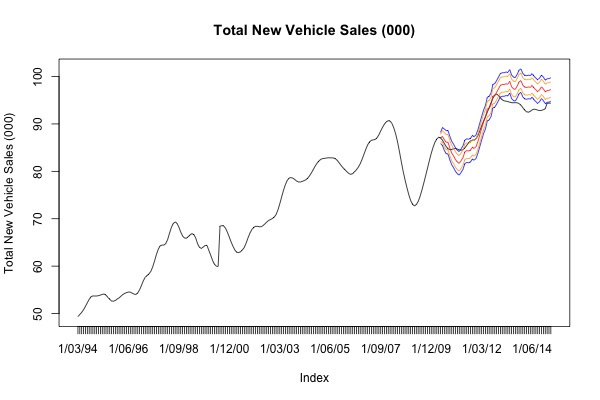 Total New Vehicle Sales (000)
Total New Vehicle Sales (000)
100
90
80
70
60
50
1/03/94 1/06/96 1/09/98 1/12/00 1/03/03 1/06/05 1/09/07 1/12/09 1/03/12 1/06/14
Index